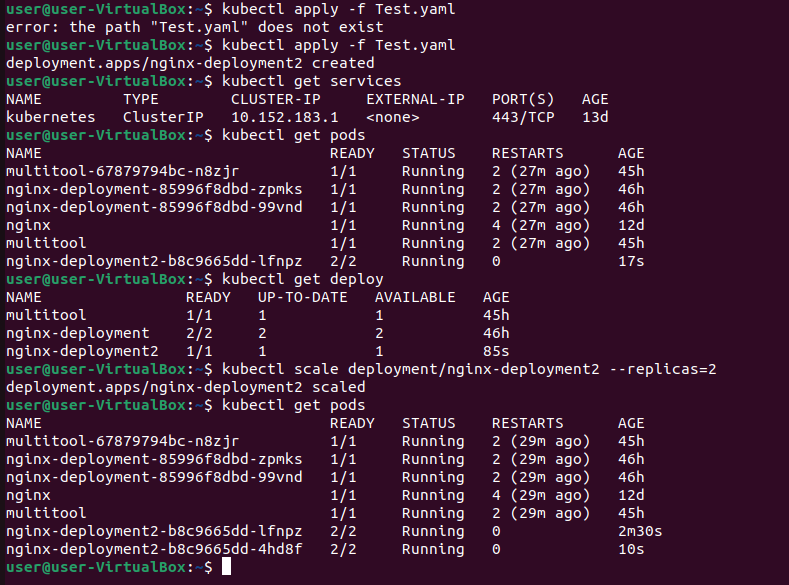 user@user-VirtualBox:~$ kubectl apply -f Test.yaml
error: the path "Test.yaml" does not exist
user@user-VirtualBox:~$ kubectl apply -f Test.yaml
deployment.apps/nginx-deployment2 created
user@user-VirtualBox:~$ kubectl get services
NAME         TYPE        CLUSTER-IP     EXTERNAL-IP   PORT(S)   AGE
kubernetes   ClusterIP   10.152.183.1   <none>        443/TCP   13d
user@user-VirtualBox:~$ kubectl get pods
NAME                                READY   STATUS    RESTARTS      AGE
multitool-67879794bc-n8zjr          1/1     Running   2 (27m ago)   45h
nginx-deployment-85996f8dbd-zpmks   1/1     Running   2 (27m ago)   46h
nginx-deployment-85996f8dbd-99vnd   1/1     Running   2 (27m ago)   46h
nginx                               1/1     Running   4 (27m ago)   12d
multitool                           1/1     Running   2 (27m ago)   45h
nginx-deployment2-b8c9665dd-lfnpz   2/2     Running   0             17s
user@user-VirtualBox:~$ kubectl get deploy
NAME                READY   UP-TO-DATE   AVAILABLE   AGE
multitool           1/1     1            1           45h
nginx-deployment    2/2     2            2           46h
nginx-deployment2   1/1     1            1           85s
user@user-VirtualBox:~$ kubectl scale deployment/nginx-deployment2 --replicas=2
deployment.apps/nginx-deployment2 scaled
user@user-VirtualBox:~$ kubectl get pods
NAME                                READY   STATUS    RESTARTS      AGE
multitool-67879794bc-n8zjr          1/1     Running   2 (29m ago)   45h
nginx-deployment-85996f8dbd-zpmks   1/1     Running   2 (29m ago)   46h
nginx-deployment-85996f8dbd-99vnd   1/1     Running   2 (29m ago)   46h
nginx                               1/1     Running   4 (29m ago)   12d
multitool                           1/1     Running   2 (29m ago)   45h
nginx-deployment2-b8c9665dd-lfnpz   2/2     Running   0             2m30s
nginx-deployment2-b8c9665dd-4hd8f   2/2     Running   0             10s
user@user-VirtualBox:~$